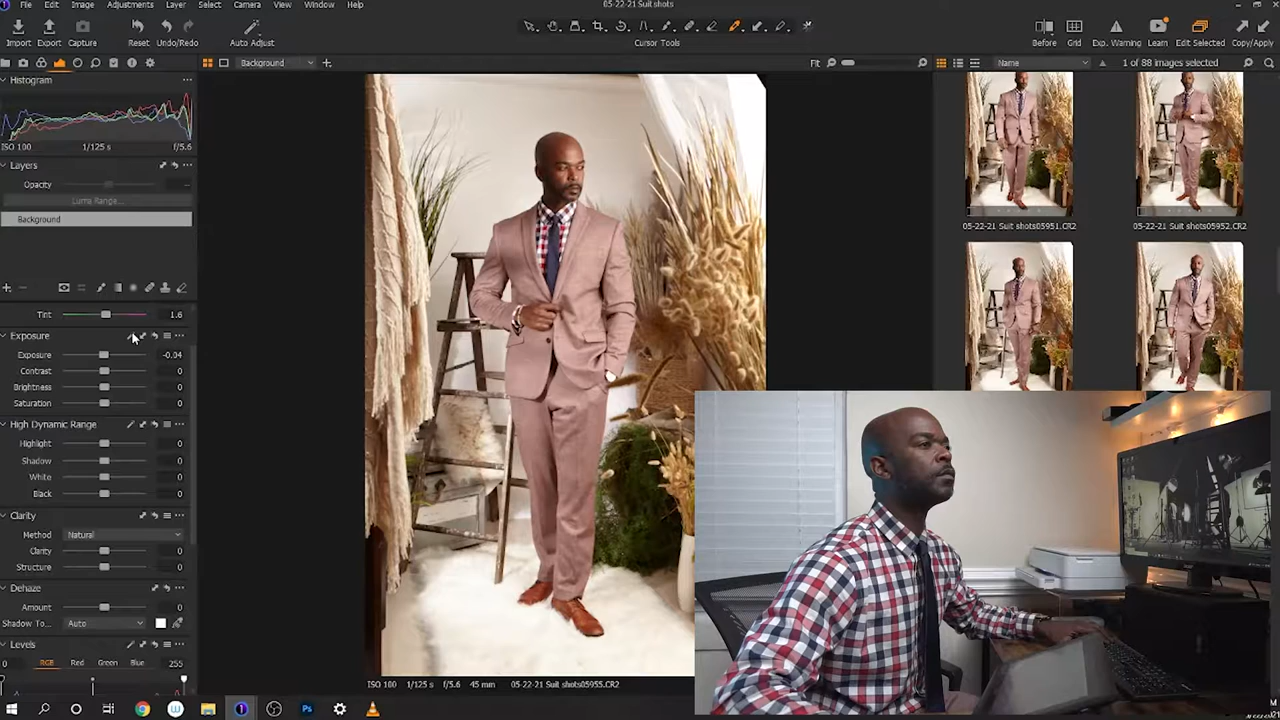 File Edit Image Adjustments Layer Select Camera View Window Help
05-22-21 Suit shots
Import Export Capture Reset Undo/Redo Auto Adjust Cursor Tools Before Grid Exp. Warning Learn Edit Selected Copy/Apply
Background Fit Name 1 of 88 images selected
Histogram
ISO 100 1/125 s f/5.6
Layers
Opacity
Luma Range...
Background
Tint 1.6
Exposure
Exposure -0.04
Contrast 0
Brightness 0
Saturation 0
High Dynamic Range
Highlight 0
Shadow 0
White 0
Black 0
Clarity
Method Natural
Clarity 0
Structure 0
Dehaze
Amount 0
Shadow To... Auto
Levels
0 RGB Red Green Blue 255
05-22-21 Suit shots05951.CR2 05-22-21 Suit shots05952.CR2
ISO 100 1/125 s f/5.6 45 mm 05-22-21 Suit shots05955.CR2